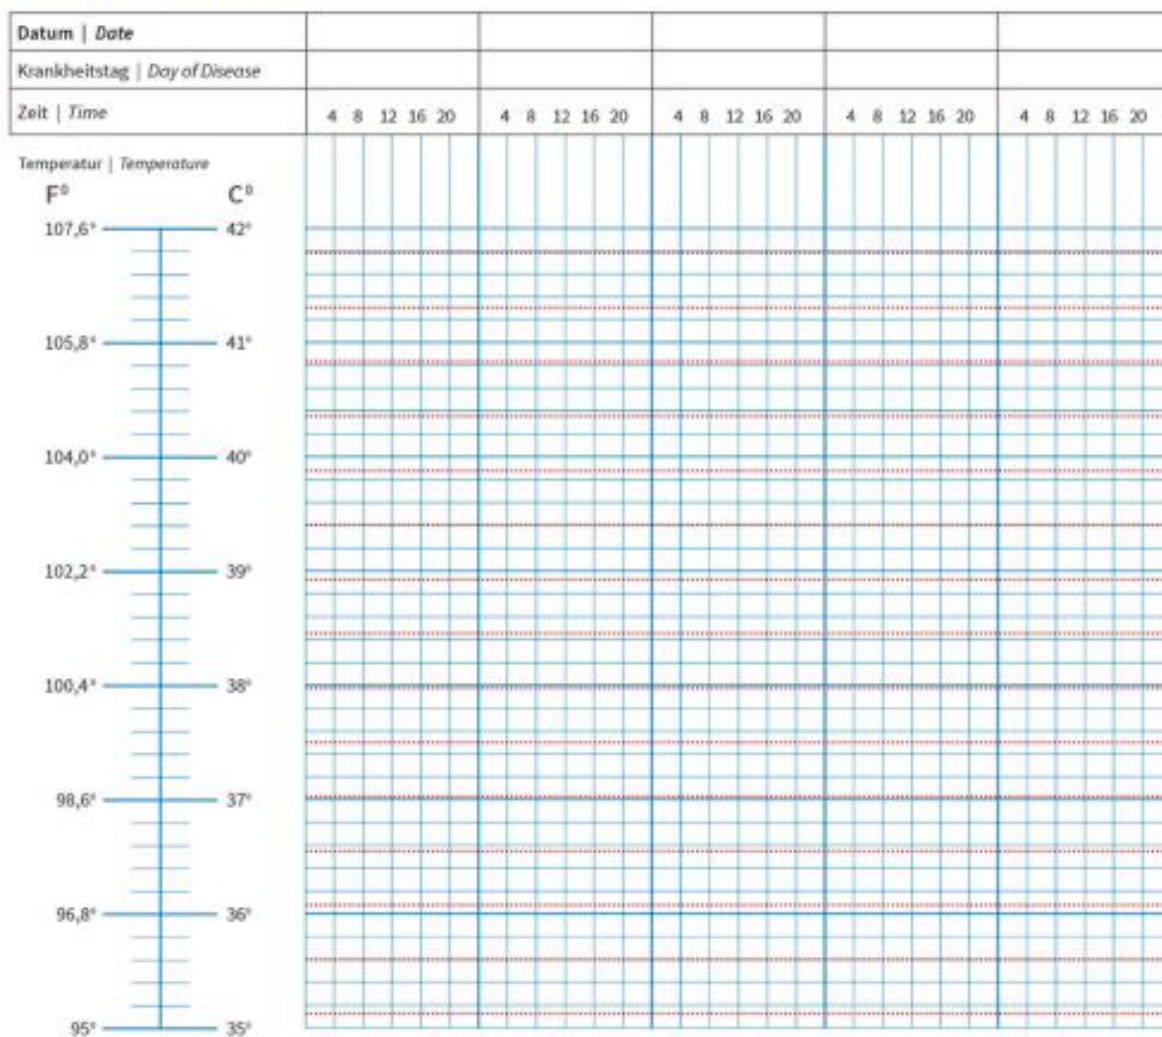 Datum | Date
Krankheitstag | Day of Disease
Zeit | Time 4 8 12 16 20 4 8 12 16 20 4 8 12 16 20 4 8 12 16 20 4 8 12 16 20
Temperatur | Temperature
F⁰ C⁰
107,6° 42°
105,8° 41°
104,0° 40°
102,2° 39°
100,4° 38°
98,6° 37°
96,8° 36°
95° 35°